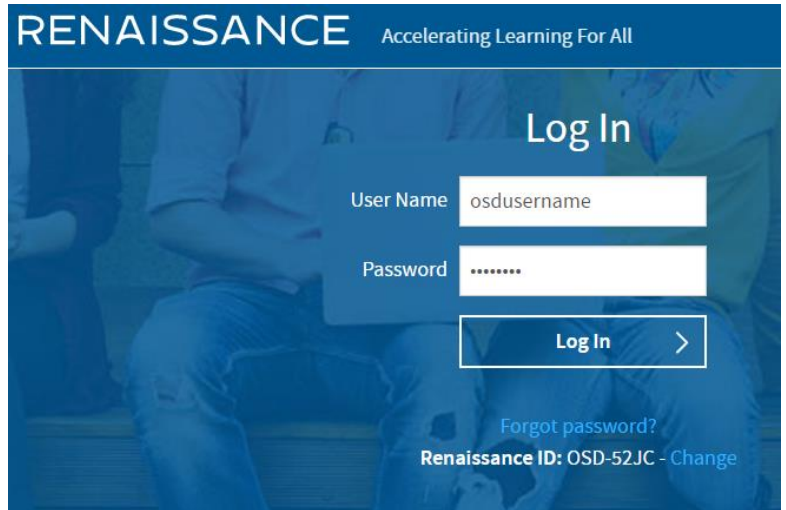 RENAISSANCE Accelerating Learning For All
Log In
User Name osdusername
Password ••••••••
Log In
Forgot password?
Renaissance ID: OSD-52JC - Change